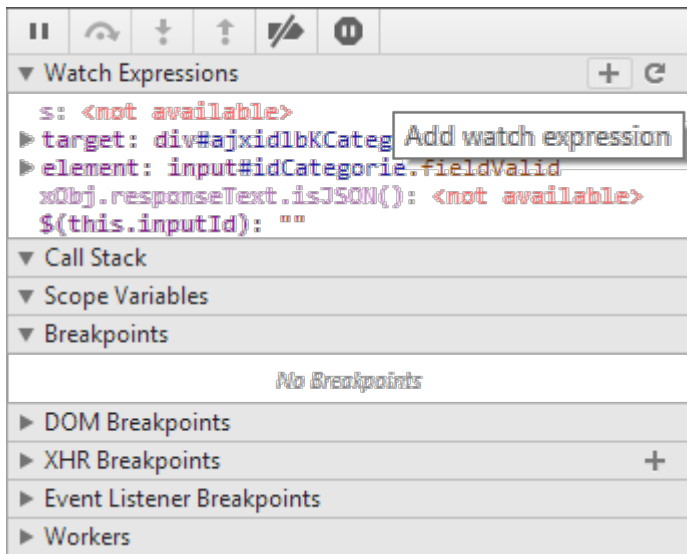 Watch Expressions
s: <not available>
target: div#ajxidlbKCateg
Add watch expression
element: input#idCategorie.fieldValid
xObj.responseText.isJSON(): <not available>
$(this.inputId): ""
Call Stack
Scope Variables
Breakpoints
No Breakpoints
DOM Breakpoints
XHR Breakpoints
Event Listener Breakpoints
Workers